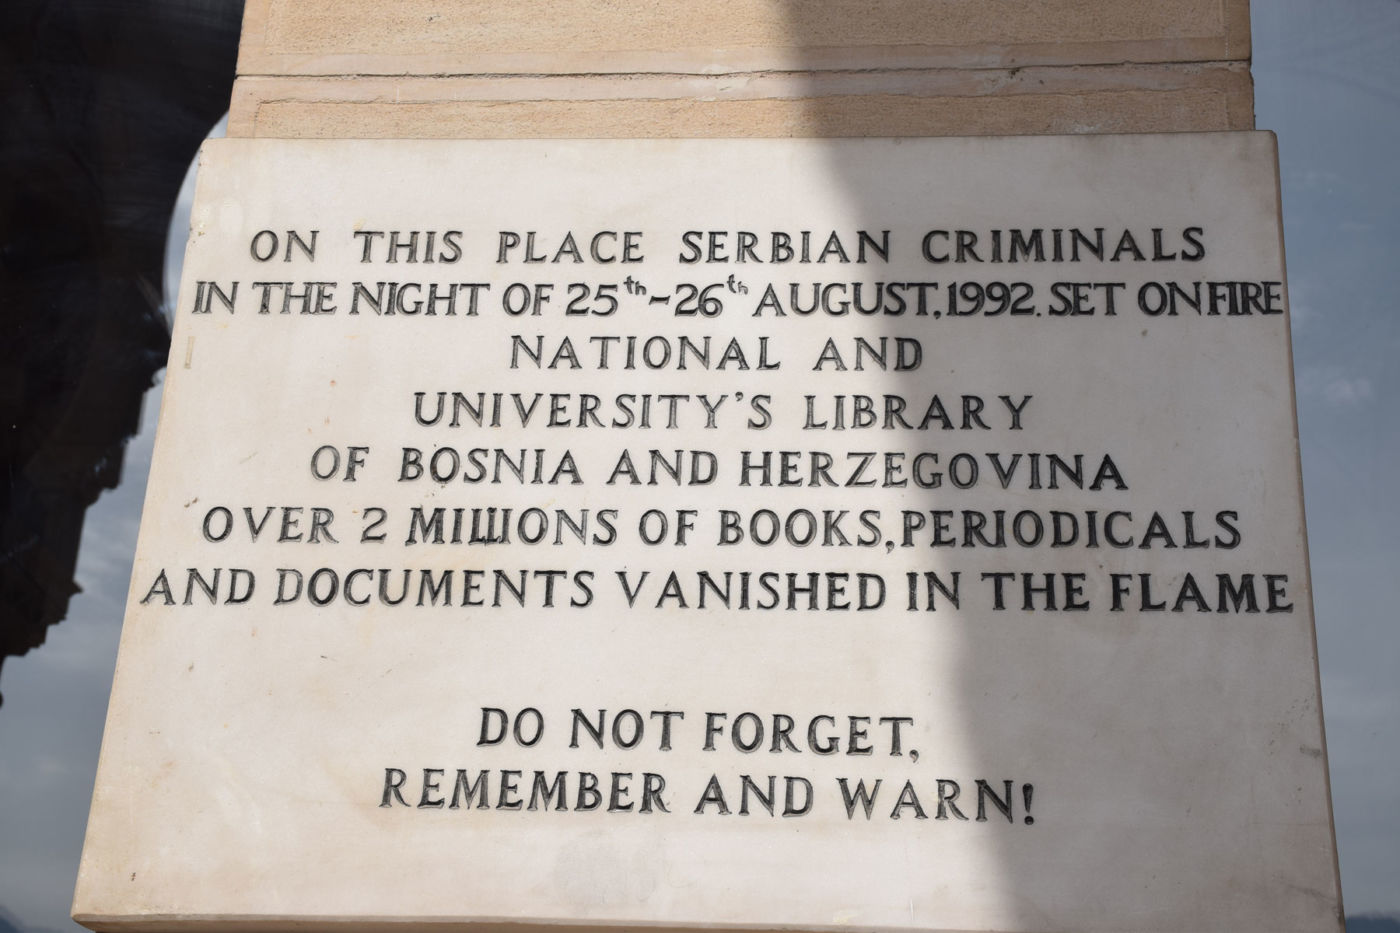 ON THIS PLACE SERBIAN CRIMINALS
IN THE NIGHT OF 25th-26th AUGUST,1992. SET ON FIRE
NATIONAL AND
UNIVERSITY'S LIBRARY
OF BOSNIA AND HERZEGOVINA
OVER 2 MILLIONS OF BOOKS, PERIODICALS
AND DOCUMENTS VANISHED IN THE FLAME
DO NOT FORGET,
REMEMBER AND WARN!